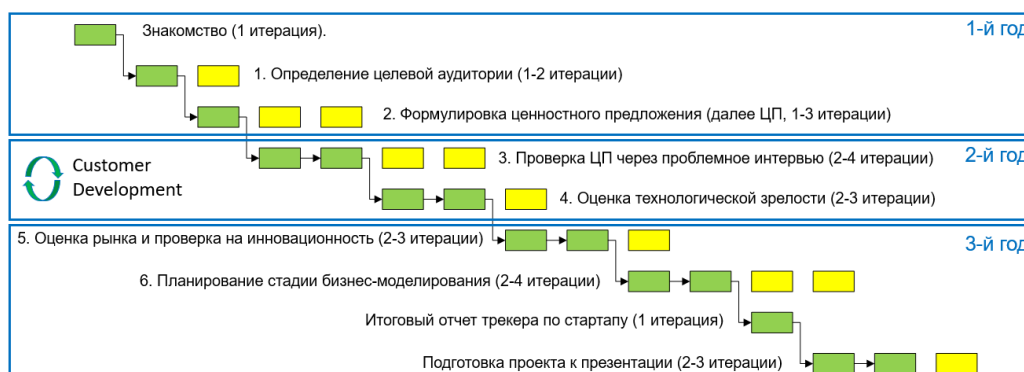 Знакомство (1 итерация).
1-й год
1. Определение целевой аудитории (1-2 итерации)
2. Формулировка ценностного предложения (далее ЦП, 1-3 итерации)
Customer
Development
3. Проверка ЦП через проблемное интервью (2-4 итерации)
2-й год
4. Оценка технологической зрелости (2-3 итерации)
5. Оценка рынка и проверка на инновационность (2-3 итерации)
3-й год
6. Планирование стадии бизнес-моделирования (2-4 итерации)
Итоговый отчет трекера по стартапу (1 итерация)
Подготовка проекта к презентации (2-3 итерации)